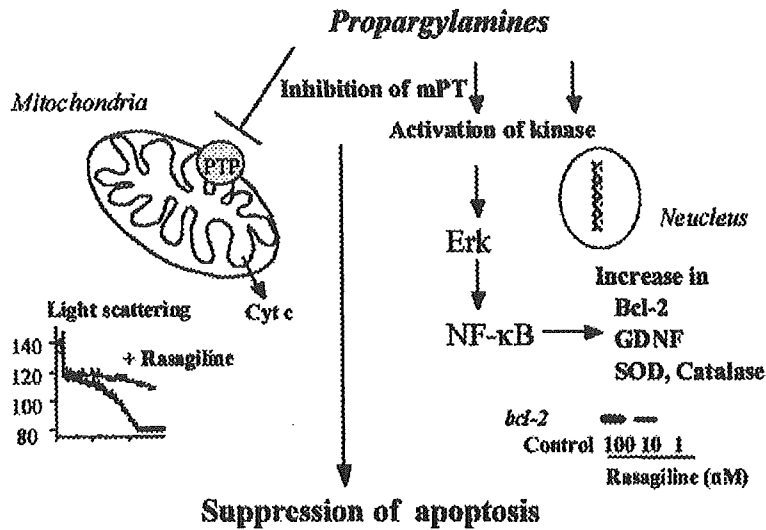 Propargylamines
Mitochondria
Inhibition of mPT
Activation of kinase
PTP
Neucleus
Erk
Cyt c
Increase in
Bcl-2
GDNF
SOD, Catalase
NF-κB
Light scattering
+ Rasagiline
140
120
100
80
bcl-2
Control 100 10 1
Rasagiline (nM)
Suppression of apoptosis